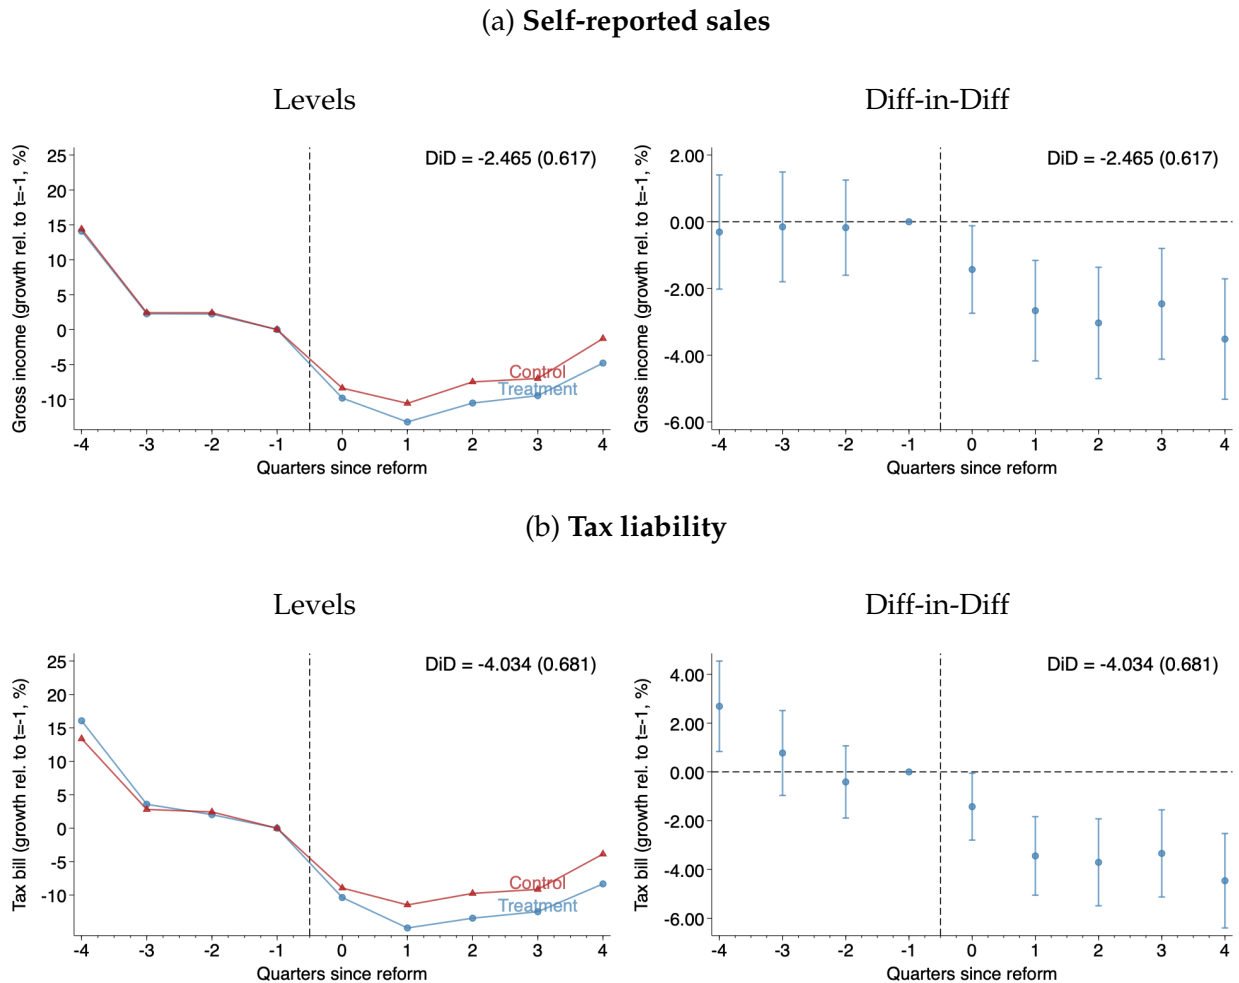 (a) Self-reported sales
Levels
Gross income (growth rel. to t=-1, %)
25
20
15
10
5
0
-5
-10
DiD = -2.465 (0.617)
Control
Treatment
-4 -3 -2 -1 0 1 2 3 4
Quarters since reform
Diff-in-Diff
Gross income (growth rel. to t=-1, %)
2.00
0.00
-2.00
-4.00
-6.00
DiD = -2.465 (0.617)
-4 -3 -2 -1 0 1 2 3 4
Quarters since reform
(b) Tax liability
Levels
Tax bill (growth rel. to t=-1, %)
25
20
15
10
5
0
-5
-10
DiD = -4.034 (0.681)
Control
Treatment
-4 -3 -2 -1 0 1 2 3 4
Quarters since reform
Diff-in-Diff
Tax bill (growth rel. to t=-1, %)
4.00
2.00
0.00
-2.00
-4.00
-6.00
DiD = -4.034 (0.681)
-4 -3 -2 -1 0 1 2 3 4
Quarters since reform